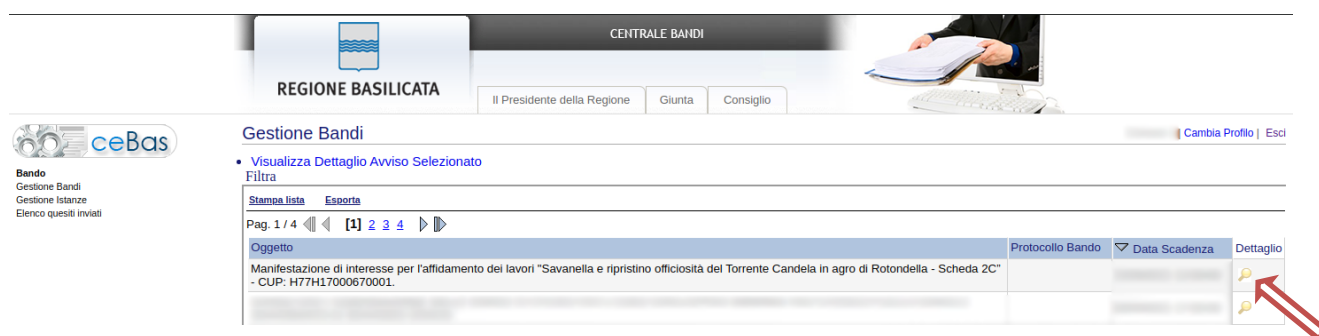 CENTRALE BANDI
REGIONE BASILICATA
Il Presidente della Regione Giunta Consiglio
ceBas
Gestione Bandi
Cambia Profilo | Esci
Visualizza Dettaglio Avviso Selezionato
Filtra
Bando
Gestione Bandi
Gestione Istanze
Elenco quesiti inviati
Stampa lista Esporta
Pag. 1 / 4 [1] 2 3 4
Oggetto Protocollo Bando Data Scadenza Dettaglio
Manifestazione di interesse per l'affidamento dei lavori "Savanella e ripristino officiosità del Torrente Candela in agro di Rotondella - Scheda 2C"
- CUP: H77H17000670001.